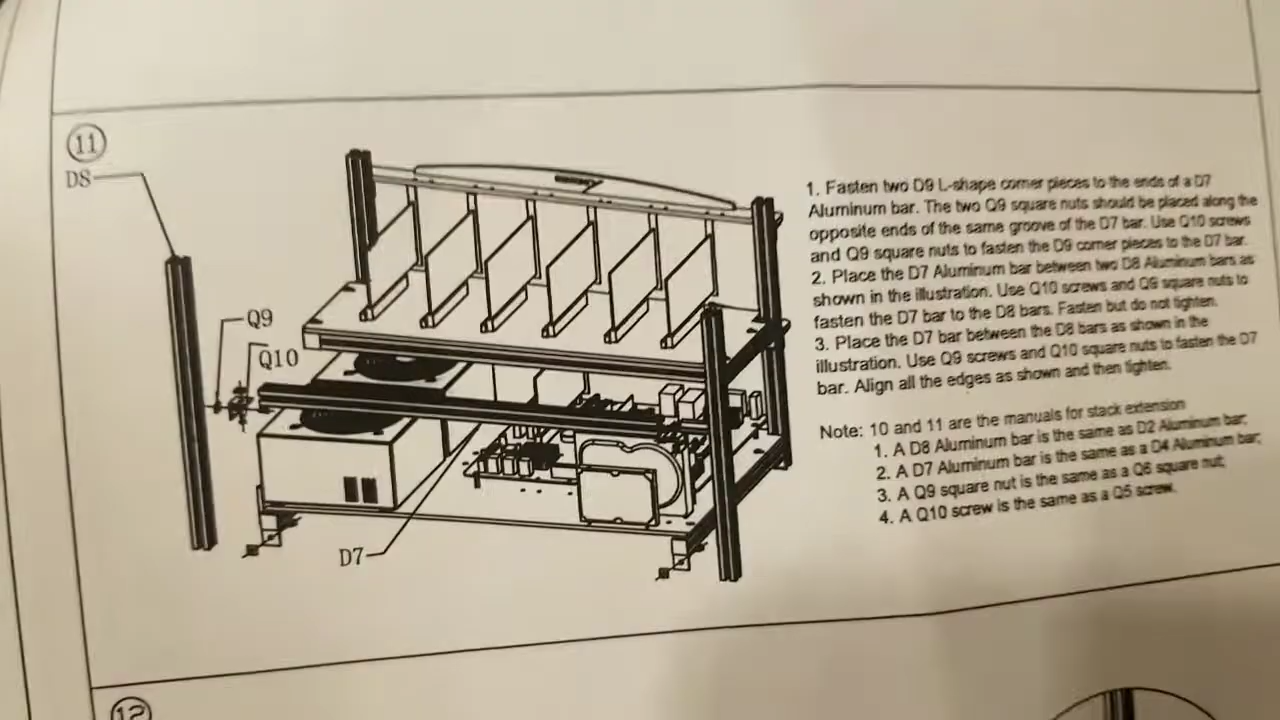 11
D8
Q9
Q10
D7
1. Fasten two D9 L-shape corner pieces to the ends of a D7
Aluminum bar. The two Q9 square nuts should be placed along the
opposite ends of the same groove of the D7 bar. Use Q10 screws
and Q9 square nuts to fasten the D9 corner pieces to the D7 bar.
2. Place the D7 Aluminum bar between two D8 Aluminum bars as
shown in the illustration. Use Q10 screws and Q9 square nuts to
fasten the D7 bar to the D8 bars. Fasten but do not tighten.
3. Place the D7 bar between the D8 bars as shown in the
illustration. Use Q9 screws and Q10 square nuts to fasten the D7
bar. Align all the edges as shown and then tighten.
Note: 10 and 11 are the manuals for stack extension
1. A D8 Aluminum bar is the same as D2 Aluminum bar;
2. A D7 Aluminum bar is the same as a D4 Aluminum bar;
3. A Q9 square nut is the same as a Q6 square nut;
4. A Q10 screw is the same as a Q5 screw.
12